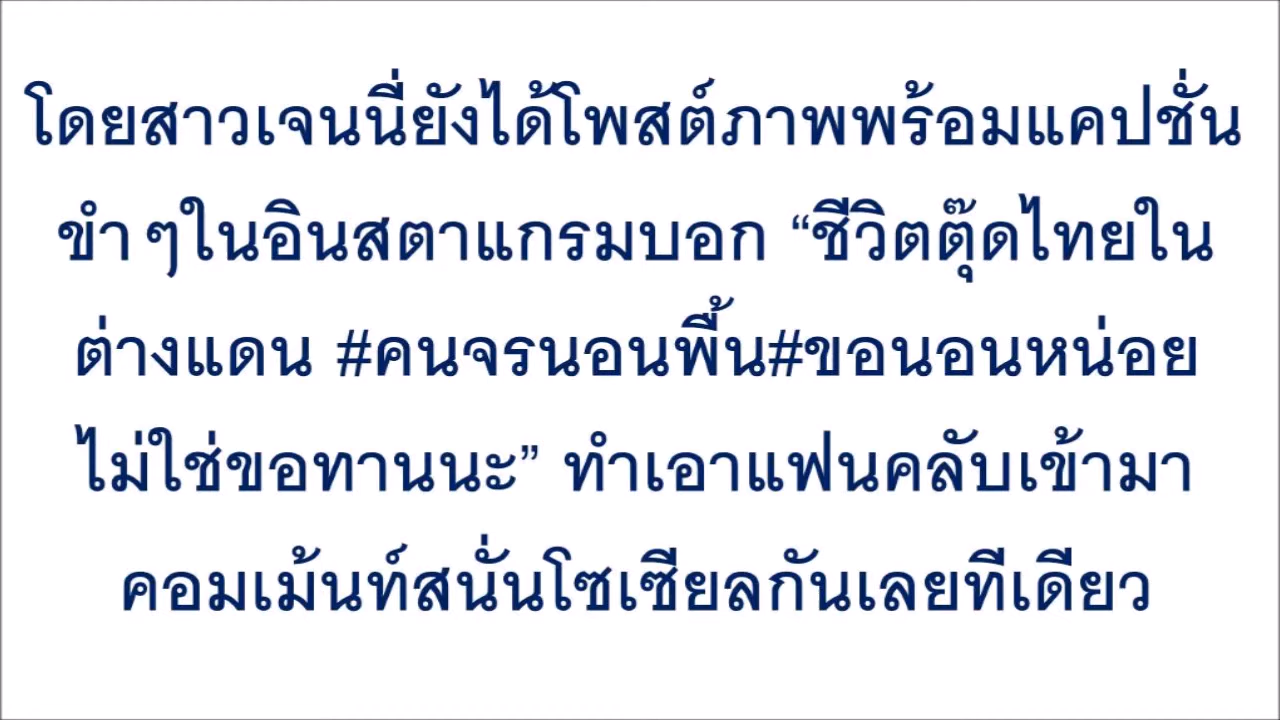 โดยสาวเจนนี่ยังได้โพสต์ภาพพร้อมแคปชั่น
ขำๆในอินสตาแกรมบอก “ชีวิตตุ๊ดไทยใน
ต่างแดน #คนจรนอนพื้น#ขอนอนหน่อย
ไม่ใช่ขอทานนะ” ทำเอาแฟนคลับเข้ามา
คอมเม้นท์สนั่นโซเซียลกันเลยทีเดียว